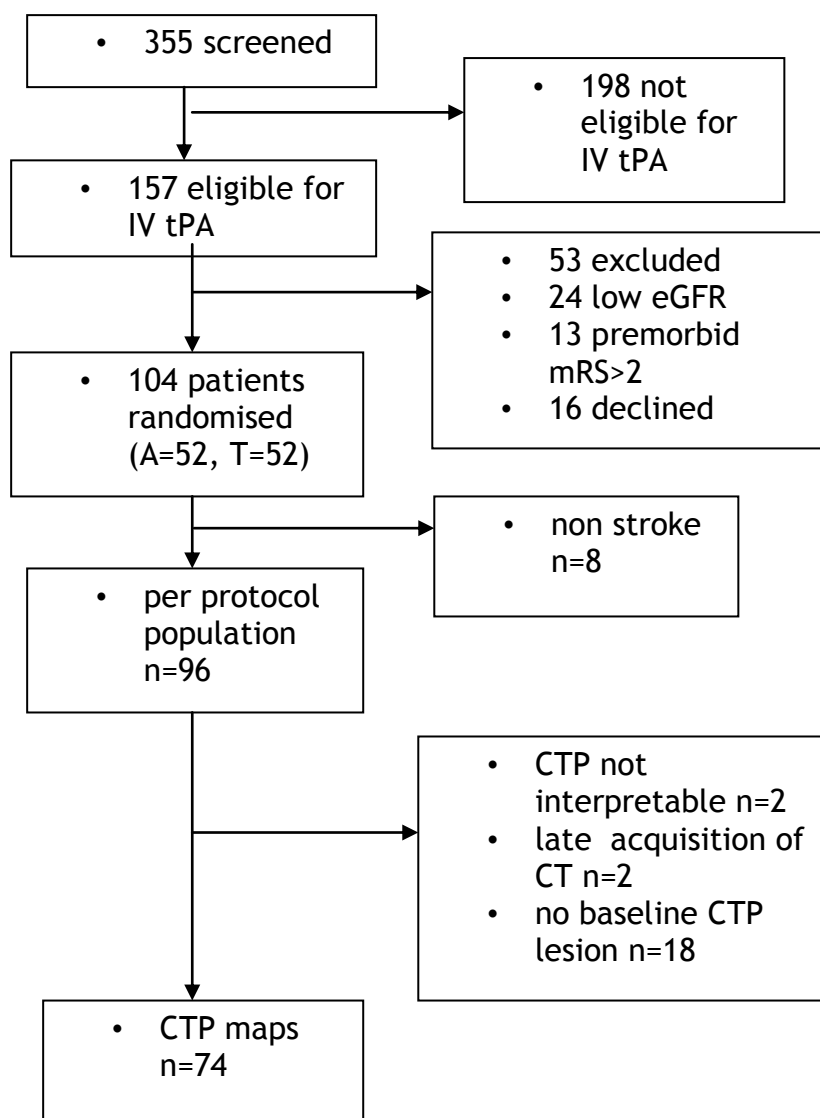 • 355 screened
• 198 not
eligible for
IV tPA
• 157 eligible for
IV tPA
• 53 excluded
• 24 low eGFR
• 13 premorbid
mRS>2
• 16 declined
• 104 patients
randomised
(A=52, T=52)
• non stroke
n=8
• per protocol
population
n=96
• CTP not
interpretable n=2
• late acquisition of
CT n=2
• no baseline CTP
lesion n=18
• CTP maps
n=74